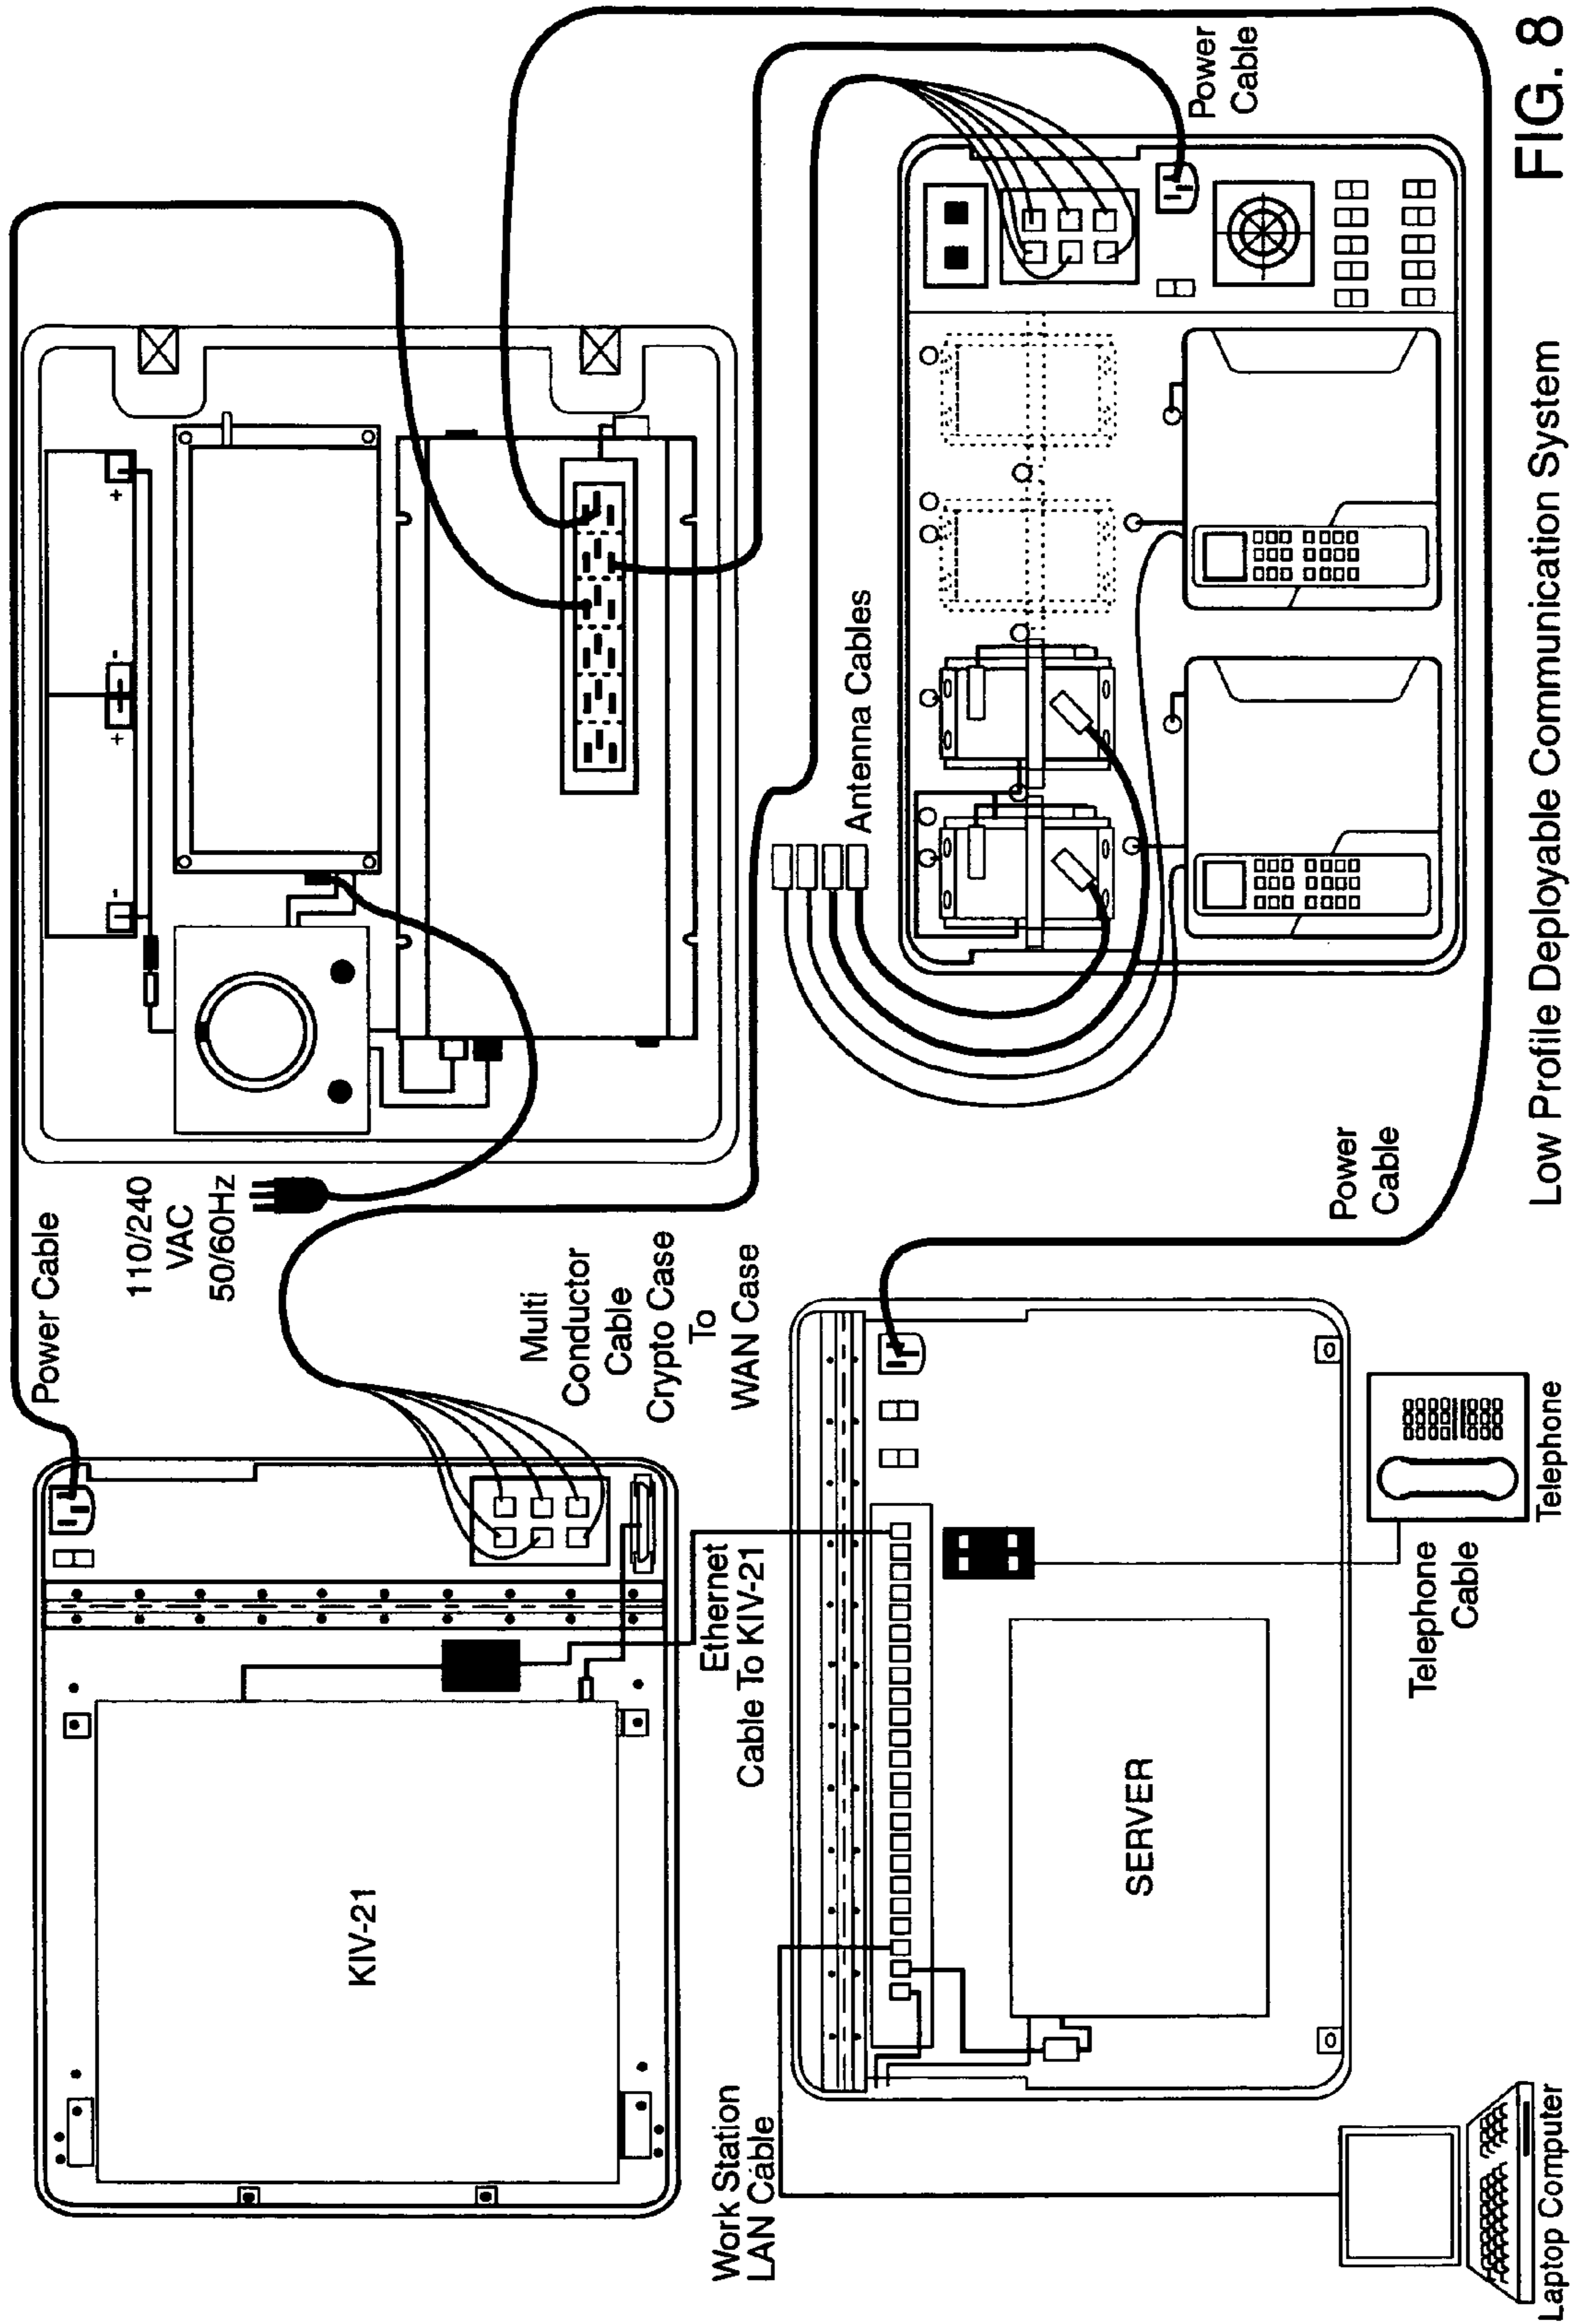 Power Cable
110/240
VAC
50/60Hz
KIV-21
Multi
Conductor
Cable
Crypto Case
To
WAN Case
+
-
+
-
Antenna Cables
Power
Cable
Ethernet
Cable To KIV-21
Work Station
LAN Cable
SERVER
Power
Cable
Telephone
Cable
Telephone
Laptop Computer
Low Profile Deployable Communication System
FIG. 8